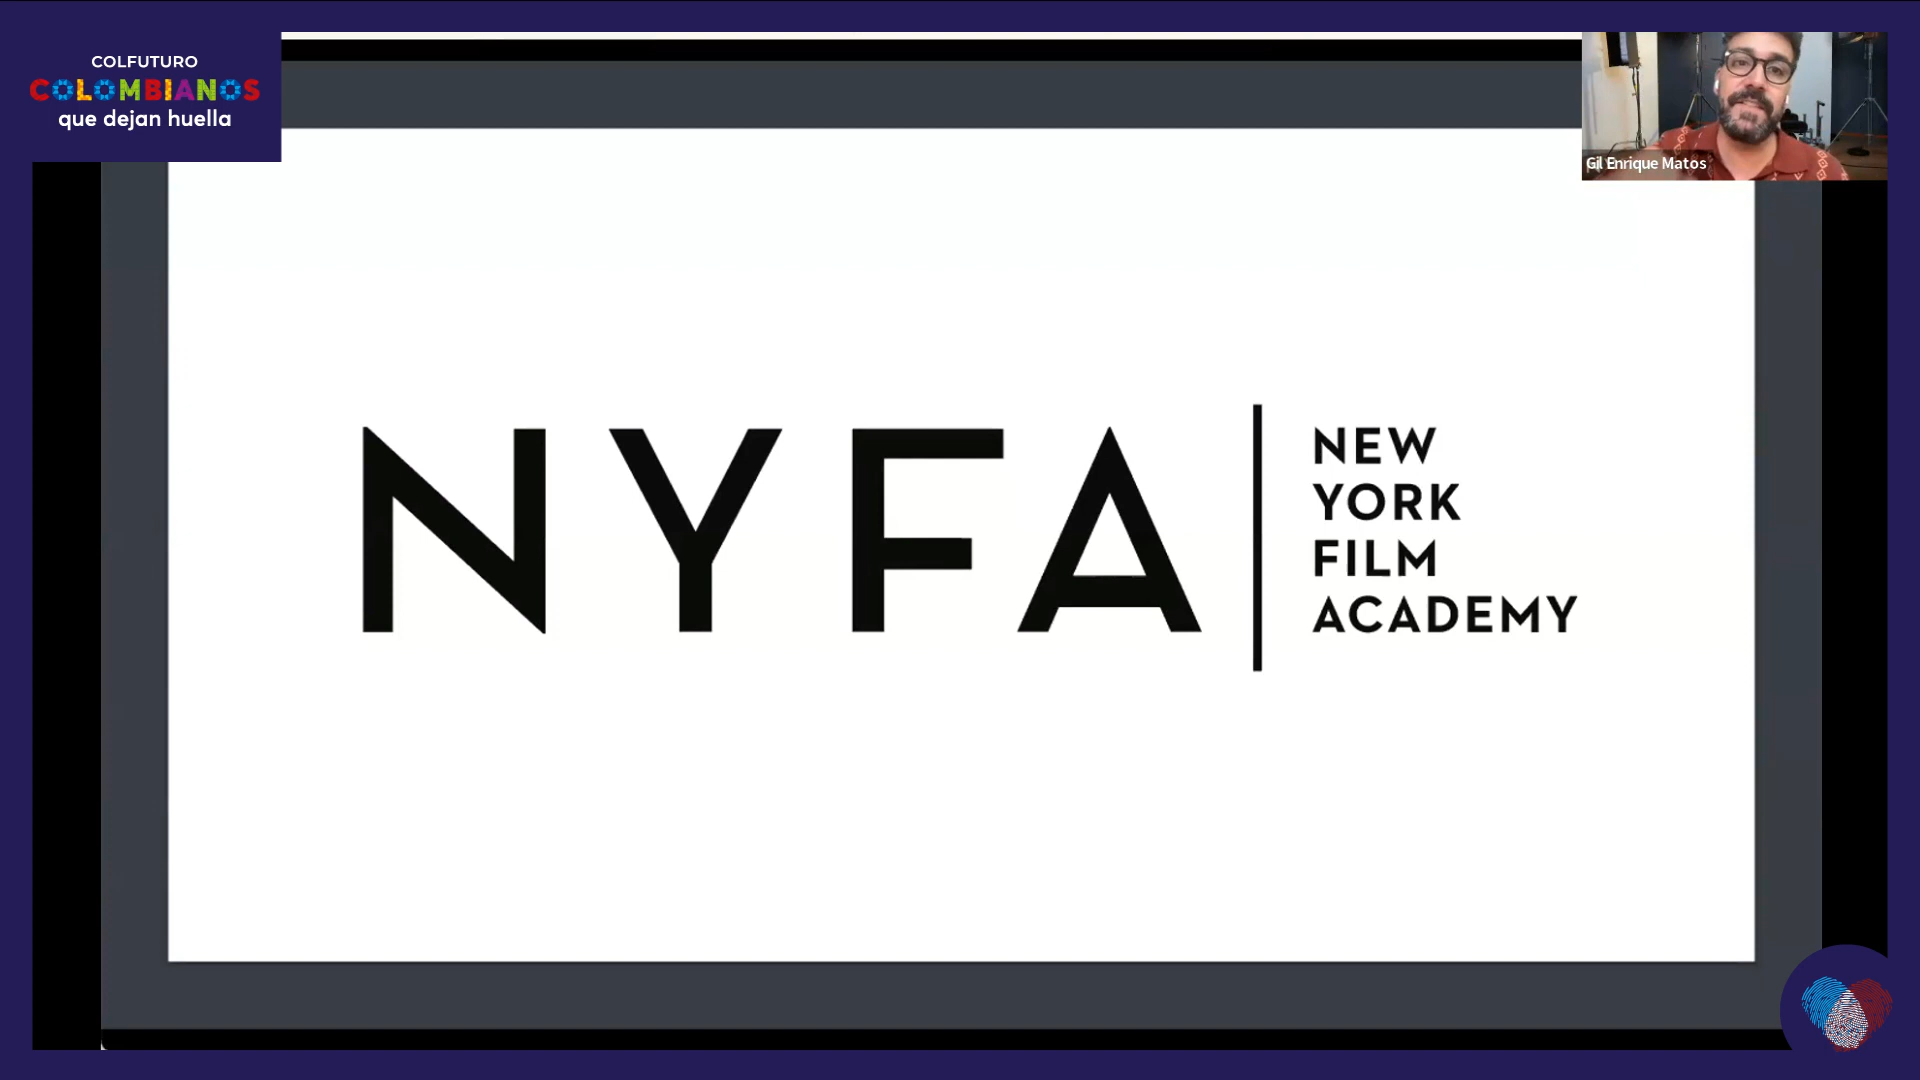 COLFUTURO
COLOMBIANOS
que dejan huella
Gil Enrique Matos
NYFA
NEW
YORK
FILM
ACADEMY